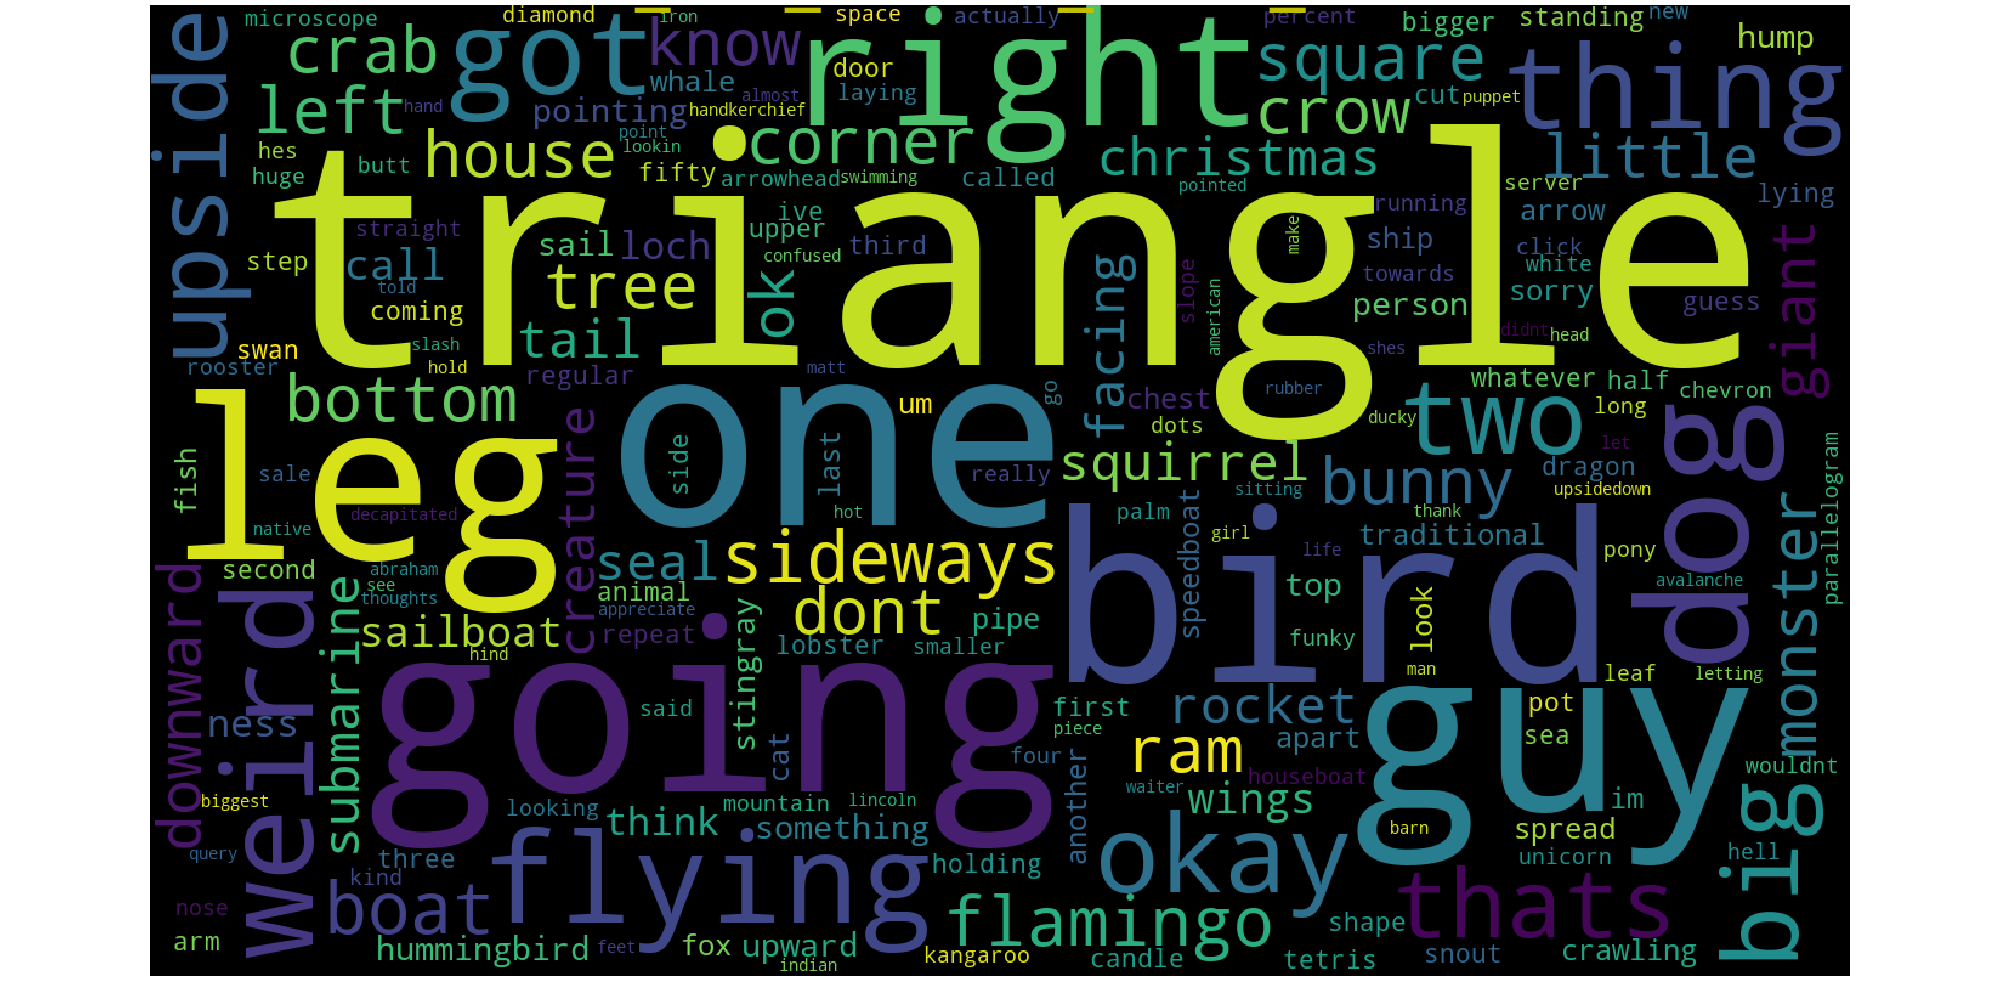 microscope
diamond
iron
space
actually
percent
bigger
standing
new
crab
got
know
right
square
thing
hump
upside
whale
door
left
hand
pointing
almost
laying
handkerchief
crow
cut
puppet
point
lookin
house
corner
christmas
little
hes
huge
butt
fifty
arrowhead
swimming
called
pointed
server
lying
triangle
straight
ive
upper
running
arrow
step
call
sail
loch
third
confused
make
ship
click
white
told
coming
tree
ok
facing
slope
american
towards
person
sorry
guess
giant
swan
slash
tail
didnt
head
rooster
hold
regular
matt
shes
whatever
half
chevron
bottom
um
go
chest
rubber
ducky
two
long
dog
leg
one
dots
let
fish
sale
creature
side
last
really
squirrel
sitting
bunny
dragon
upsidedown
parallelogram
native
decapitated
hot
palm
speedboat
girl
thank
life
traditional
pony
avalanche
downward
weird
second
abraham
see
thoughts
seal
sideways
bird
top
monster
submarine
sailboat
hind
animal
appreciate
repeat
dont
pipe
lobster
smaller
funky
look
man
leaf
letting
ness
going
said
stingray
cat
first
piece
rocket
guy
pot
sea
four
another
ram
apart
houseboat
waiter
wings
wouldnt
big
biggest
looking
think
mountain
lincoln
something
im
barn
spread
query
three
kind
flying
holding
okay
unicorn
hell
nose
boat
thats
arm
hummingbird
feet
fox
upward
indian
flamingo
kangaroo
candle
shape
tetris
snout
crawling